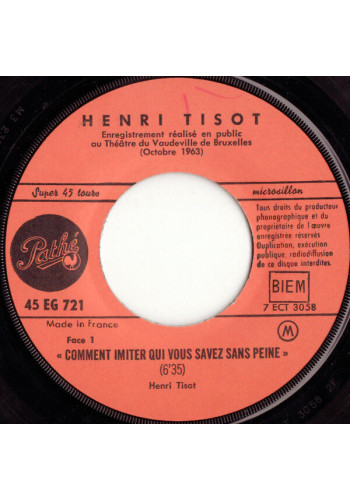 HENRI TISOT
Enregistrement réalisé en public
au Théâtre du Vaudeville de Bruxelles
(Octobre 1963)
Super 45 tours
microsillon
Tous droits du producteur
phonographique et du
propriétaire de l'œuvre
enregistrée réservés
Duplication, exécution
publique, radiodiffusion
de ce disque interdites.
Pathé
45 EG 721
BIEM
7 ECT 3058
Made in France
M
Face 1
« COMMENT IMITER QUI VOUS SAVEZ SANS PEINE »
(6'35)
Henri Tisot